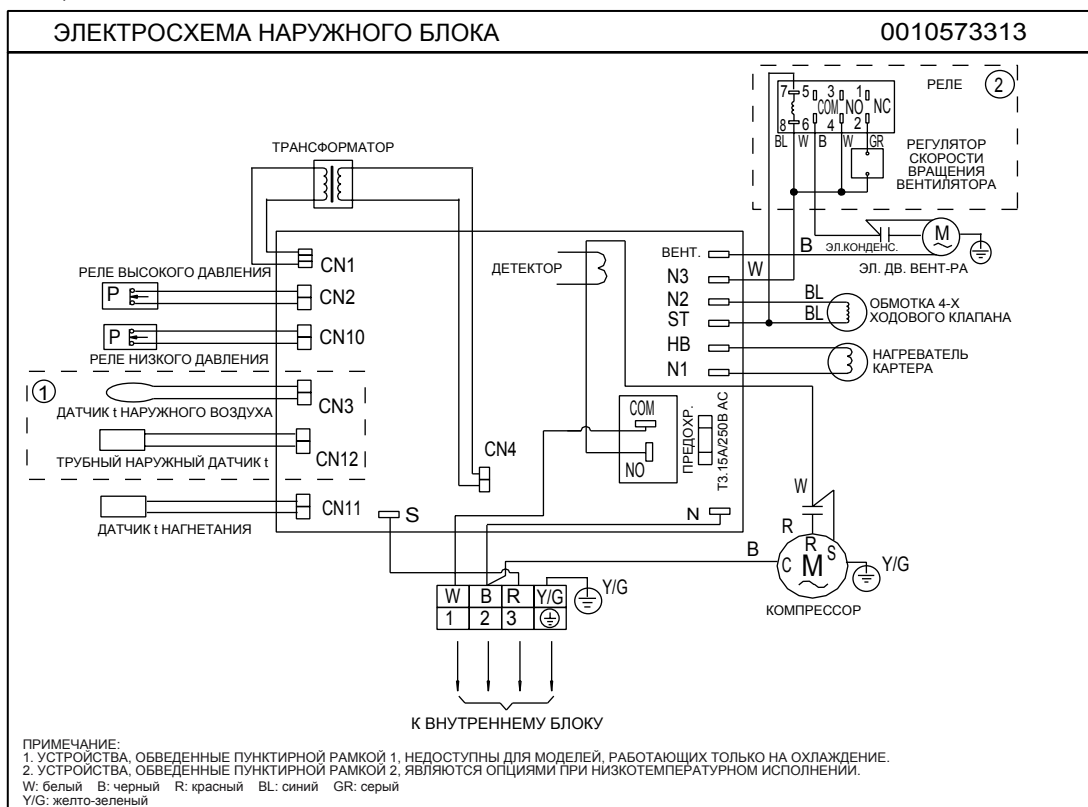 ЭЛЕКТРОСХЕМА НАРУЖНОГО БЛОКА 0010573313
РЕЛЕ 2
7 5 3 1
COM NO NC
8 6 4 2
BL W B W GR
РЕГУЛЯТОР
СКОРОСТИ
ВРАЩЕНИЯ
ВЕНТИЛЯТОРА
ТРАНСФОРМАТОР
M
B
ЭЛ.КОНДЕНС.
ЭЛ. ДВ. ВЕНТ-РА
ВЕНТ.
W
N3
N2
BL
ST
BL
ОБМОТКА 4-Х
ХОДОВОГО КЛАПАНА
HB
N1
НАГРЕВАТЕЛЬ
КАРТЕРА
ДЕТЕКТОР
CN1
РЕЛЕ ВЫСОКОГО ДАВЛЕНИЯ
P
CN2
P
CN10
РЕЛЕ НИЗКОГО ДАВЛЕНИЯ
1
CN3
ДАТЧИК t НАРУЖНОГО ВОЗДУХА
CN12
ТРУБНЫЙ НАРУЖНЫЙ ДАТЧИК t
CN11
ДАТЧИК t НАГНЕТАНИЯ
CN4
COM
NO
ПРЕДОХР.
T3.15A/250B AC
S
N
W
R
B
R
C M S
Y/G
КОМПРЕССОР
W B R Y/G
1 2 3
Y/G
К ВНУТРЕННЕМУ БЛОКУ
ПРИМЕЧАНИЕ:
1. УСТРОЙСТВА, ОБВЕДЕННЫЕ ПУНКТИРНОЙ РАМКОЙ 1, НЕДОСТУПНЫ ДЛЯ МОДЕЛЕЙ, РАБОТАЮЩИХ ТОЛЬКО НА ОХЛАЖДЕНИЕ.
2. УСТРОЙСТВА, ОБВЕДЕННЫЕ ПУНКТИРНОЙ РАМКОЙ 2, ЯВЛЯЮТСЯ ОПЦИЯМИ ПРИ НИЗКОТЕМПЕРАТУРНОМ ИСПОЛНЕНИИ.
W: белый B: черный R: красный BL: синий GR: серый
Y/G: желто-зеленый